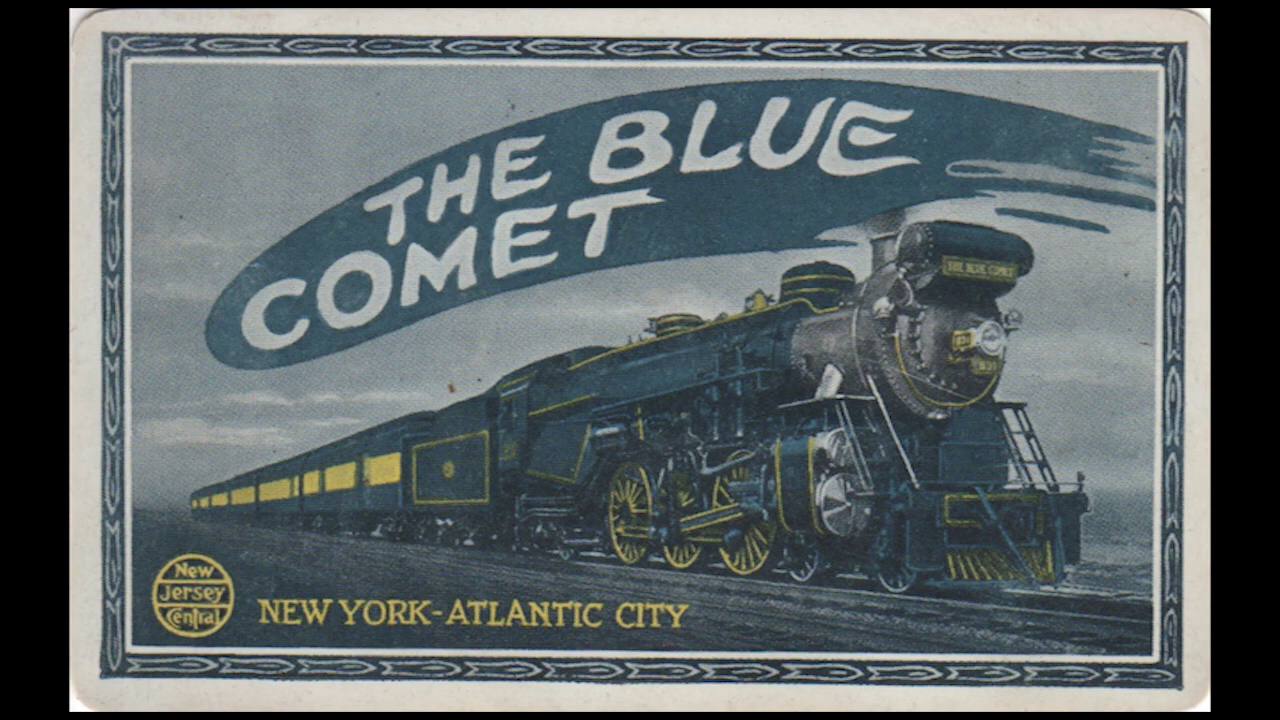 THE BLUE
COMET
THE BLUE COMET
New
Jersey
Central
NEW YORK-ATLANTIC CITY